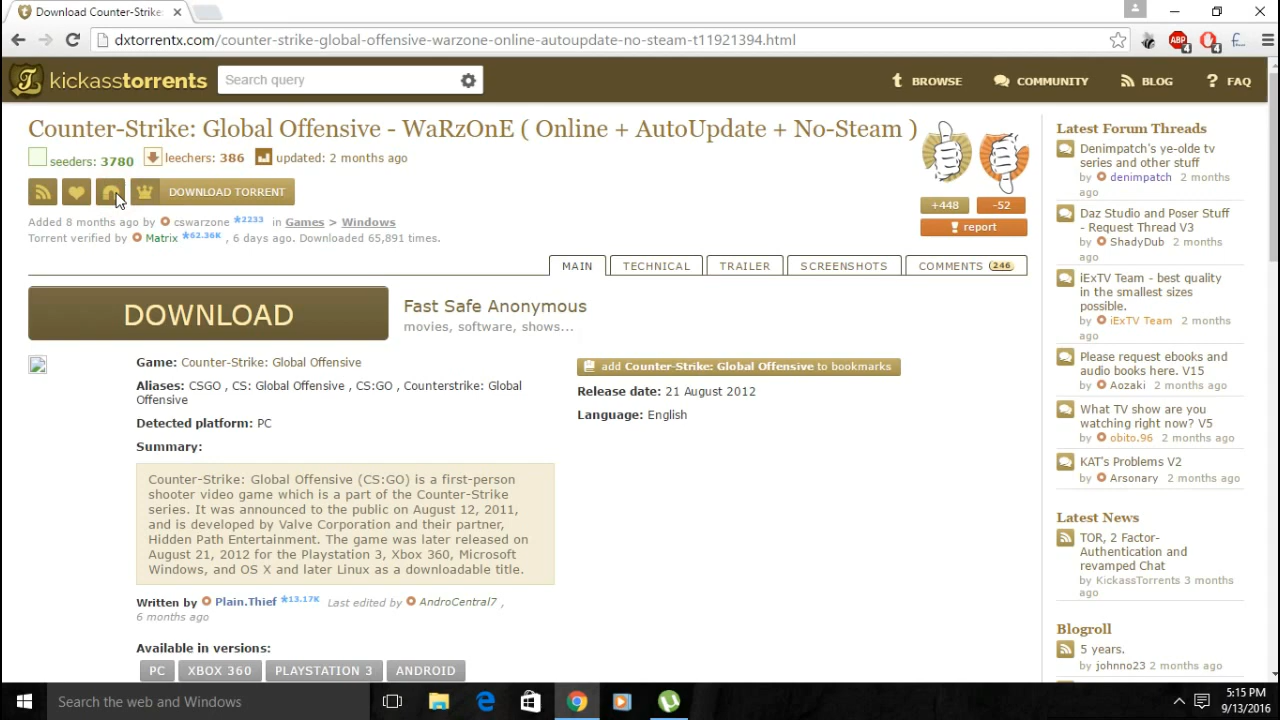 Download Counter-Strike:
dxtorrentx.com/counter-strike-global-offensive-warzone-online-autoupdate-no-steam-t11921394.html
ABP
4
4
kickasstorrents
Search query
BROWSE
COMMUNITY
BLOG
FAQ
Counter-Strike: Global Offensive - WaRzOnE ( Online + AutoUpdate + No-Steam )
seeders: 3780
leechers: 386
updated: 2 months ago
DOWNLOAD TORRENT
Added 8 months ago by cswarzone *2233 in Games > Windows
Torrent verified by Matrix *62.36K , 6 days ago. Downloaded 65,891 times.
+448
-52
report
MAIN
TECHNICAL
TRAILER
SCREENSHOTS
COMMENTS 246
DOWNLOAD
Fast Safe Anonymous
movies, software, shows...
Game: Counter-Strike: Global Offensive
Aliases: CSGO , CS: Global Offensive , CS:GO , Counterstrike: Global
Offensive
Detected platform: PC
Summary:
add Counter-Strike: Global Offensive to bookmarks
Release date: 21 August 2012
Language: English
Counter-Strike: Global Offensive (CS:GO) is a first-person
shooter video game which is a part of the Counter-Strike
series. It was announced to the public on August 12, 2011,
and is developed by Valve Corporation and their partner,
Hidden Path Entertainment. The game was later released on
August 21, 2012 for the Playstation 3, Xbox 360, Microsoft
Windows, and OS X and later Linux as a downloadable title.
Written by Plain.Thief *13.17K Last edited by AndroCentral7 ,
6 months ago
Available in versions:
PC
XBOX 360
PLAYSTATION 3
ANDROID
Latest Forum Threads
Denimpatch's ye-olde tv
series and other stuff
by denimpatch 2 months
ago
Daz Studio and Poser Stuff
- Request Thread V3
by ShadyDub 2 months
ago
iExTV Team - best quality
in the smallest sizes
possible.
by iExTV Team 2 months
ago
Please request ebooks and
audio books here. V15
by Aozaki 2 months ago
What TV show are you
watching right now? V5
by obito.96 2 months ago
KAT's Problems V2
by Arsonary 2 months ago
Latest News
TOR, 2 Factor-
Authentication and
revamped Chat
by KickassTorrents 3 months
ago
Blogroll
5 years.
by johnno23 2 months ago
Search the web and Windows
5:15 PM
9/13/2016